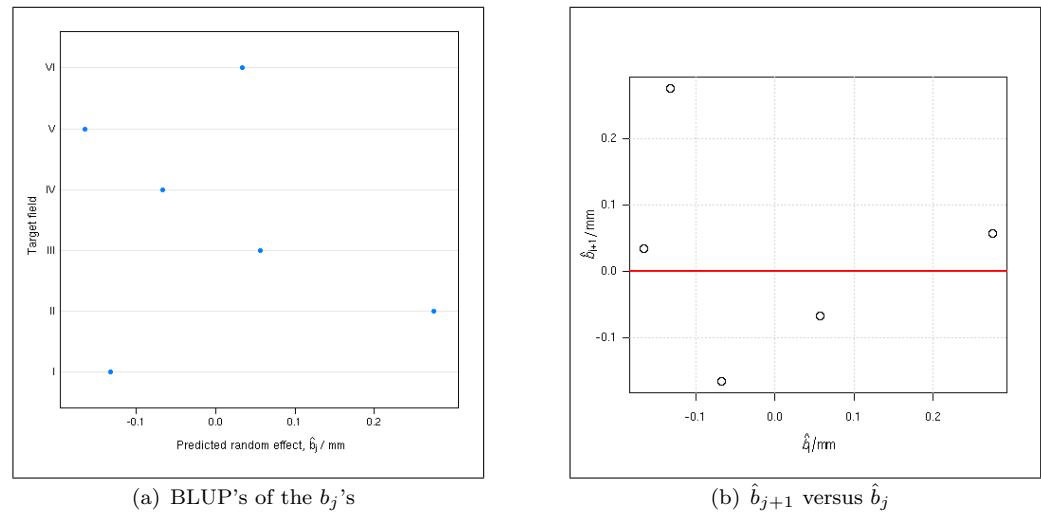 VI
V
IV
III
II
I
Target field
-0.1 0.0 0.1 0.2
Predicted random effect, b̂j / mm
(a) BLUP's of the bj's
0.2
0.1
0.0
-0.1
b̂j+1/mm
-0.1 0.0 0.1 0.2
b̂j/mm
(b) b̂j+1 versus b̂j